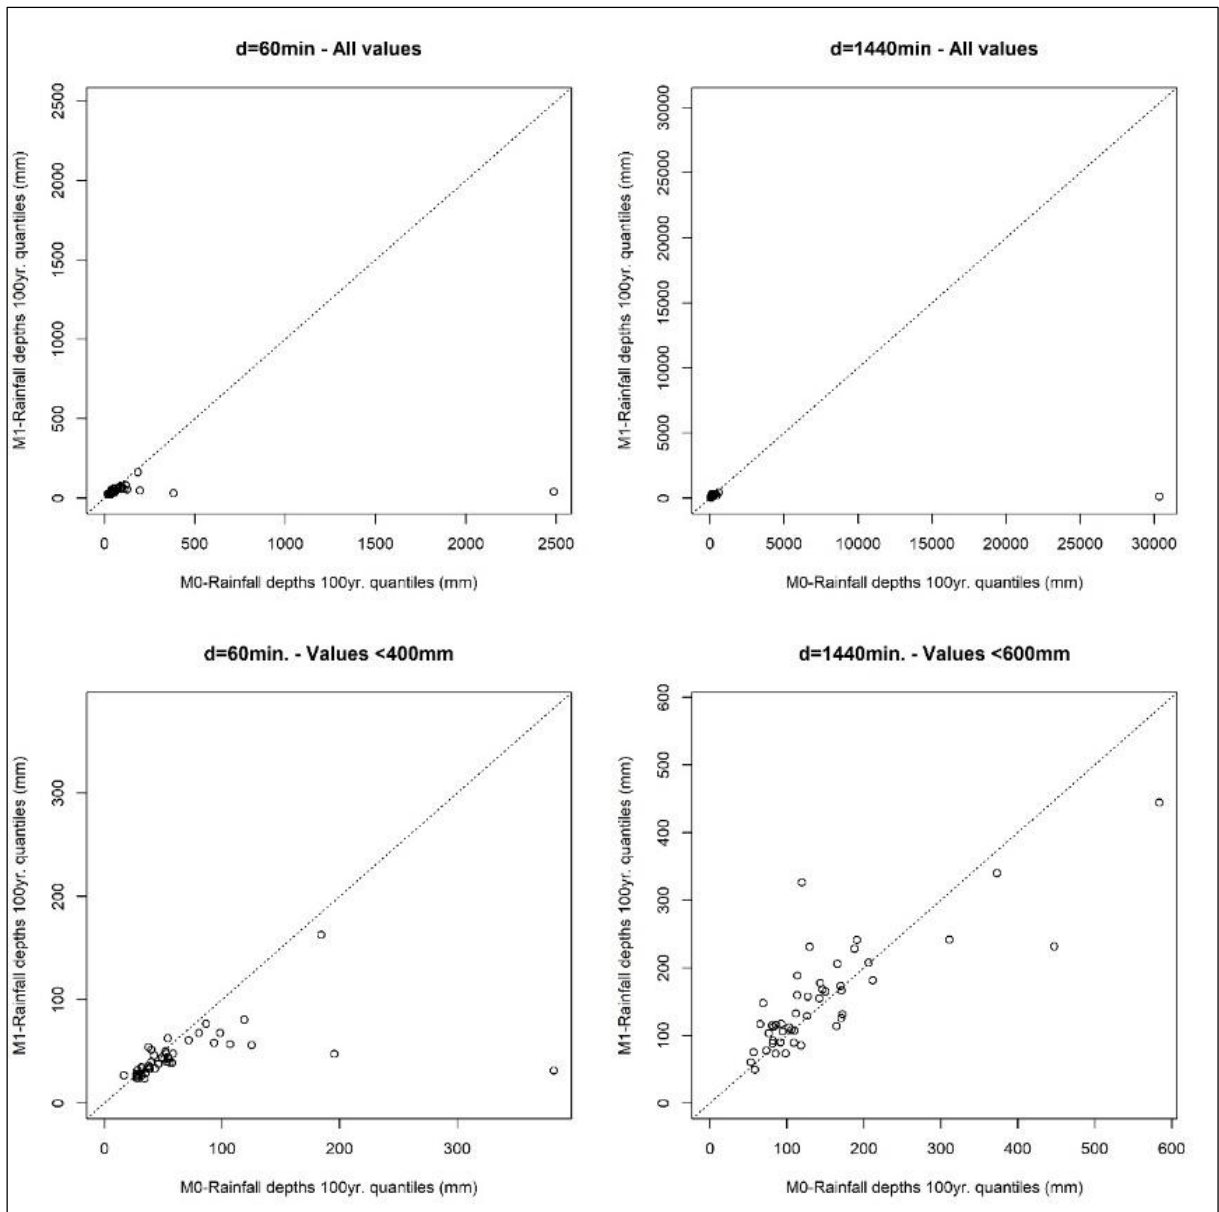 d=60min - All values
M1-Rainfall depths 100yr. quantiles (mm)
2500
2000
1500
1000
500
0
0 500 1000 1500 2000 2500
M0-Rainfall depths 100yr. quantiles (mm)
d=1440min - All values
M1-Rainfall depths 100yr. quantiles (mm)
30000
25000
20000
15000
10000
5000
0
0 5000 10000 15000 20000 25000 30000
M0-Rainfall depths 100yr. quantiles (mm)
d=60min. - Values <400mm
M1-Rainfall depths 100yr. quantiles (mm)
300
200
100
0
0 100 200 300
M0-Rainfall depths 100yr. quantiles (mm)
d=1440min. - Values <600mm
M1-Rainfall depths 100yr. quantiles (mm)
600
500
400
300
200
100
0
0 100 200 300 400 500 600
M0-Rainfall depths 100yr. quantiles (mm)